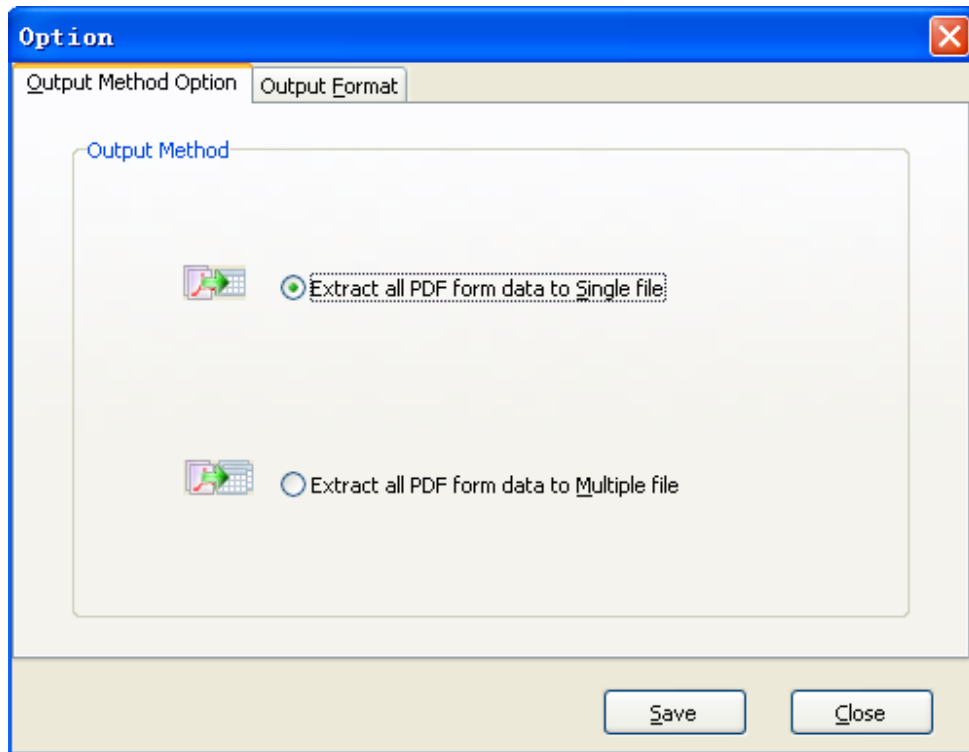 Option
Output Method Option
Output Format
Output Method
Extract all PDF form data to Single file
Extract all PDF form data to Multiple file
Save
Close